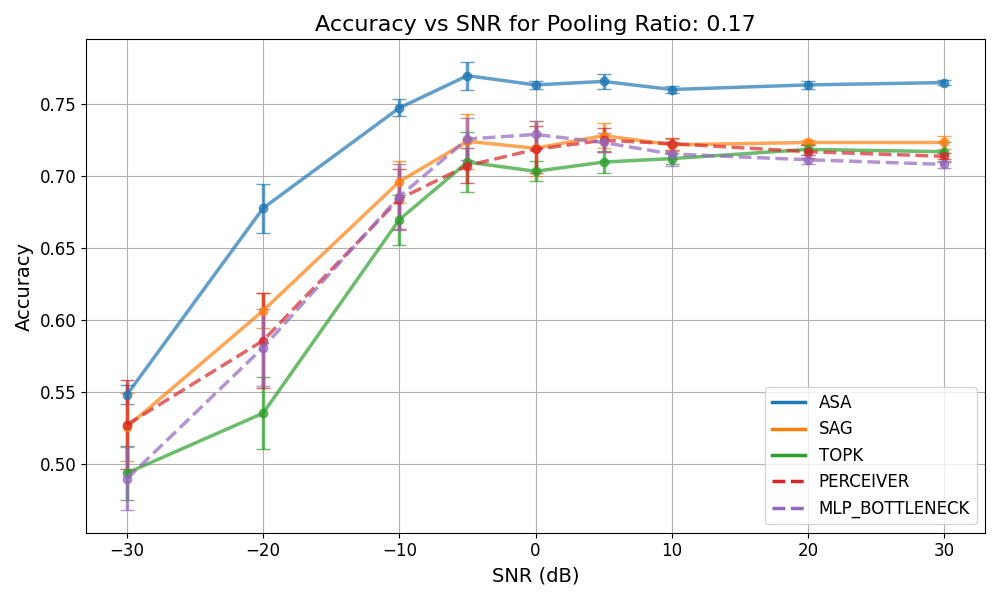 Accuracy vs SNR for Pooling Ratio: 0.17
Accuracy
0.75
0.70
0.65
0.60
0.55
0.50
ASA
SAG
TOPK
PERCEIVER
MLP_BOTTLENECK
−30
−20
−10
0
10
20
30
SNR (dB)